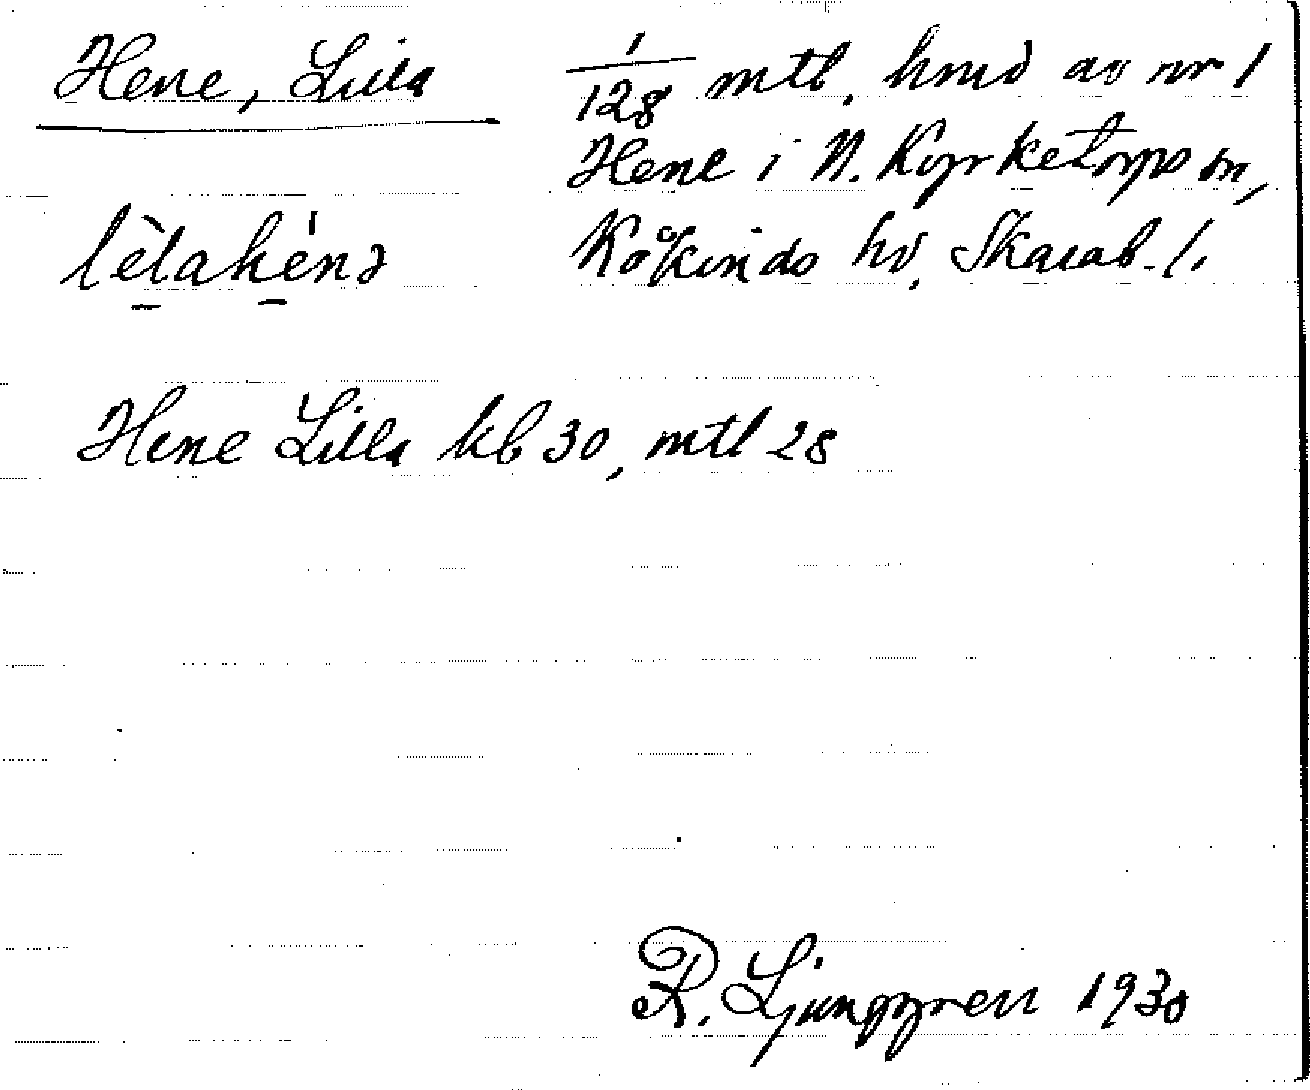 Hene, Lilla
1/128 mtl. hmd av nr 1
Hene i N. Kyrketorps sn,
Kåkinds hd, Skarab. l.
lètahénə
Hene Lilla kb 30, mtl 28
R. Ljunggren 1930